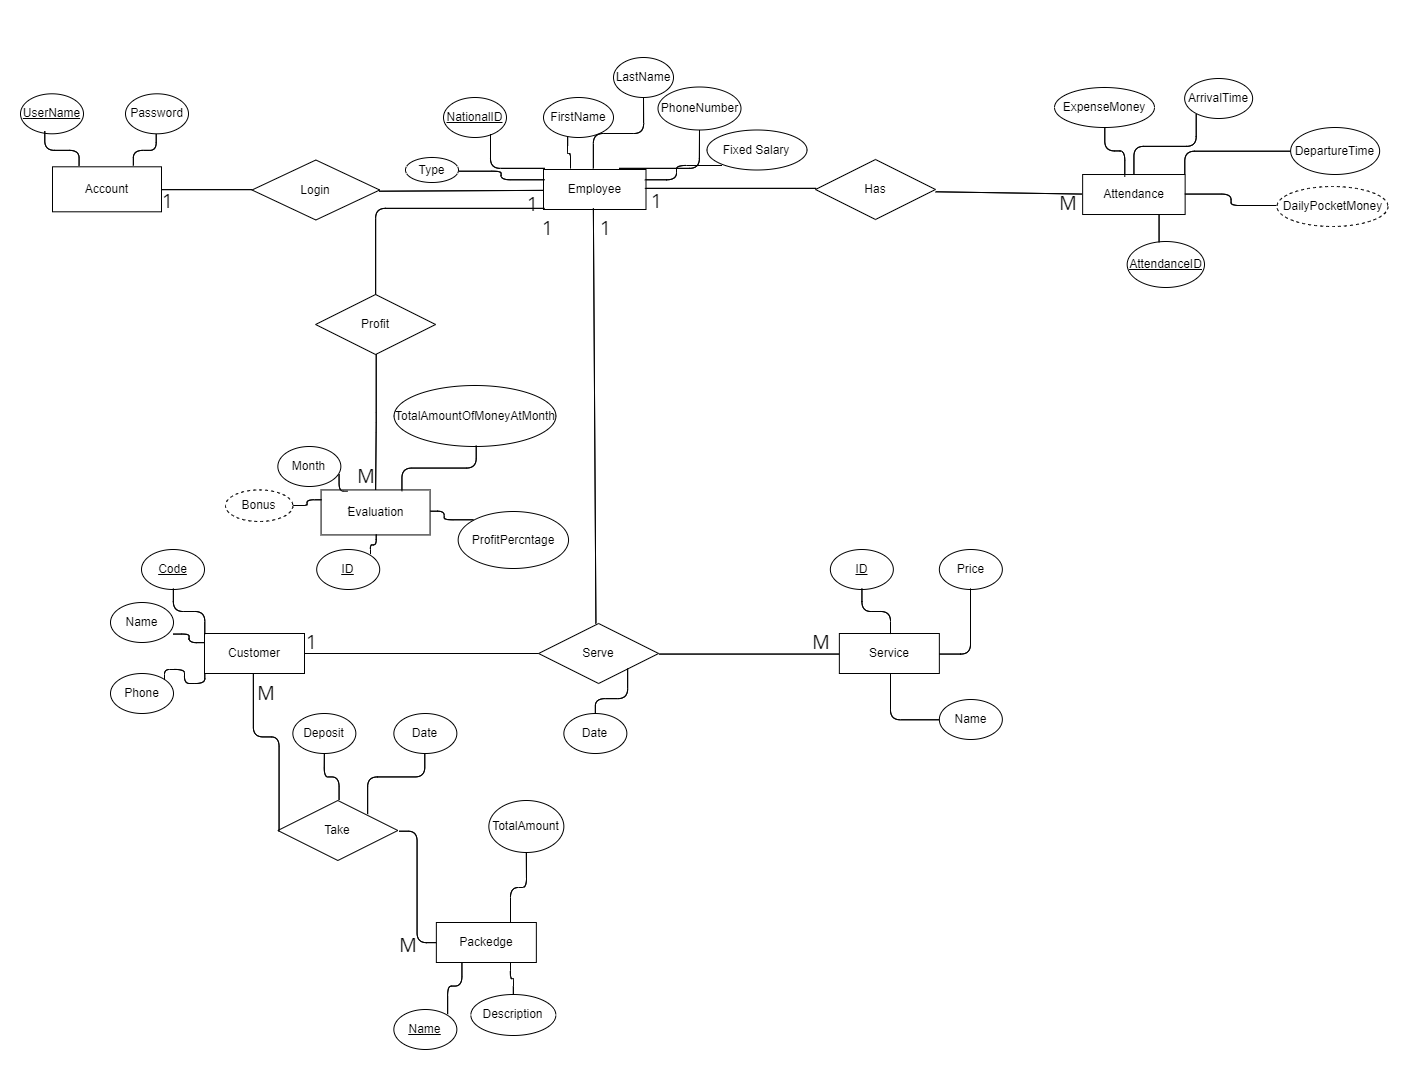 LastName
UserName
Password
NationalID
FirstName
PhoneNumber
ExpenseMoney
ArrivalTime
Type
Fixed Salary
DepartureTime
Account
Login
Employee
Has
Attendance
1
1
1
M
DailyPocketMoney
1
1
AttendanceID
Profit
TotalAmountOfMoneyAtMonth
Month
M
Bonus
Evaluation
ProfitPercntage
Code
ID
ID
Price
Name
Customer
1
Serve
M
Service
Phone
M
Deposit
Date
Date
Name
Take
TotalAmount
M
Packedge
Name
Description